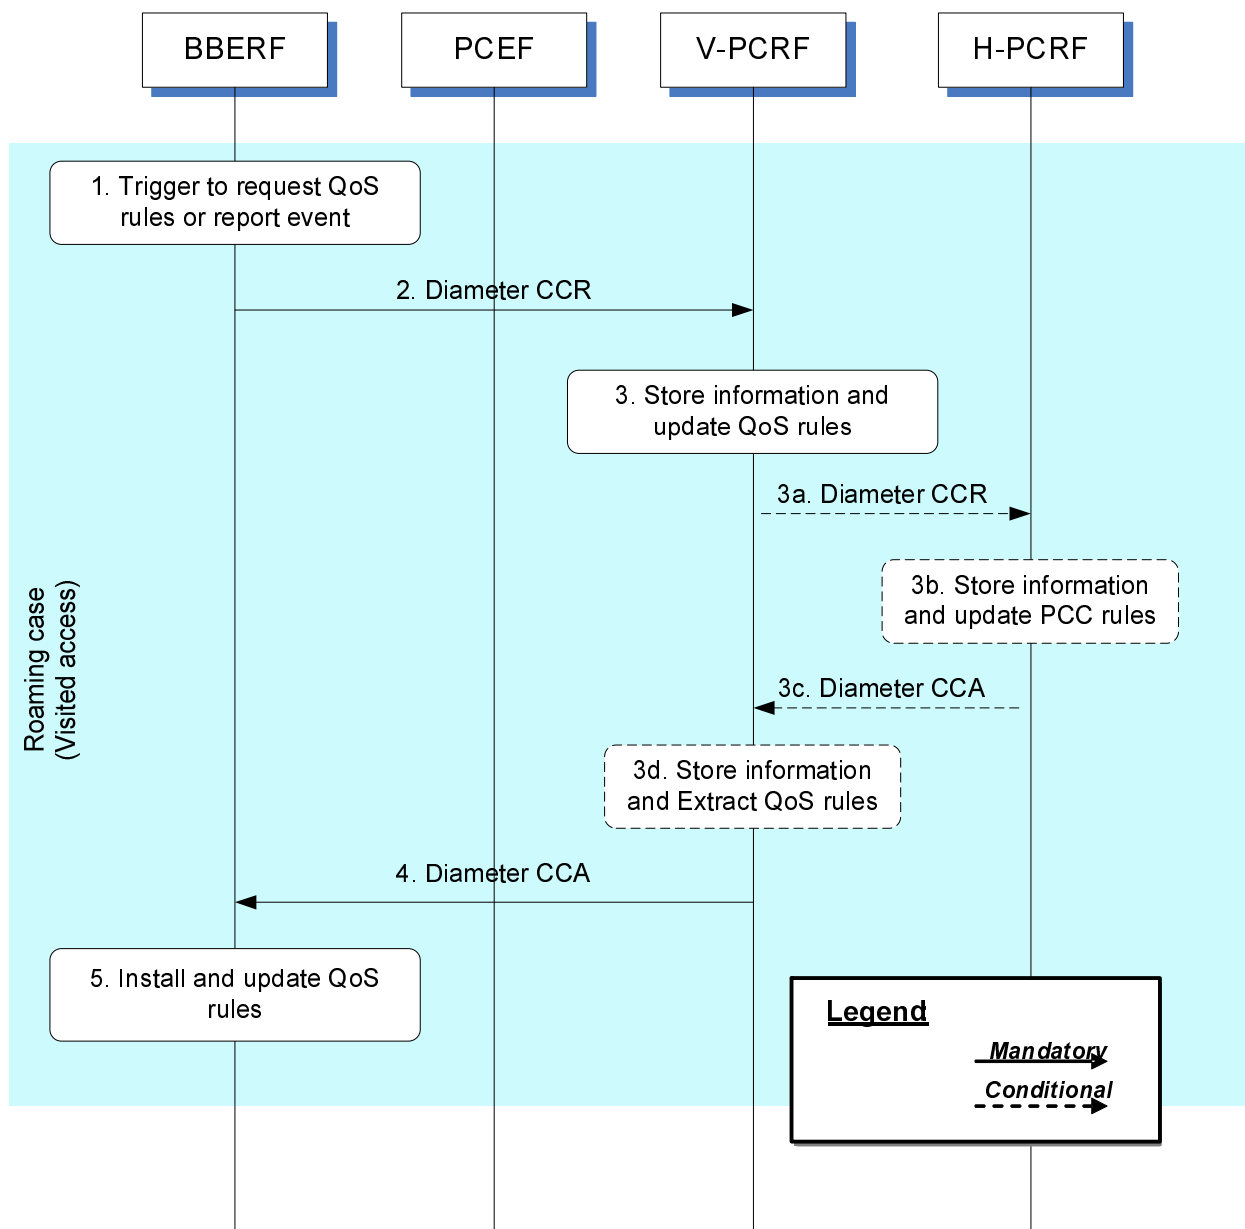 BBERF
PCEF
V-PCRF
H-PCRF
1. Trigger to request QoS
rules or report event
2. Diameter CCR
3. Store information and
update QoS rules
3a. Diameter CCR
3b. Store information
and update PCC rules
Roaming case
(Visited access)
3c. Diameter CCA
3d. Store information
and Extract QoS rules
4. Diameter CCA
5. Install and update QoS
rules
Legend
Mandatory
Conditional